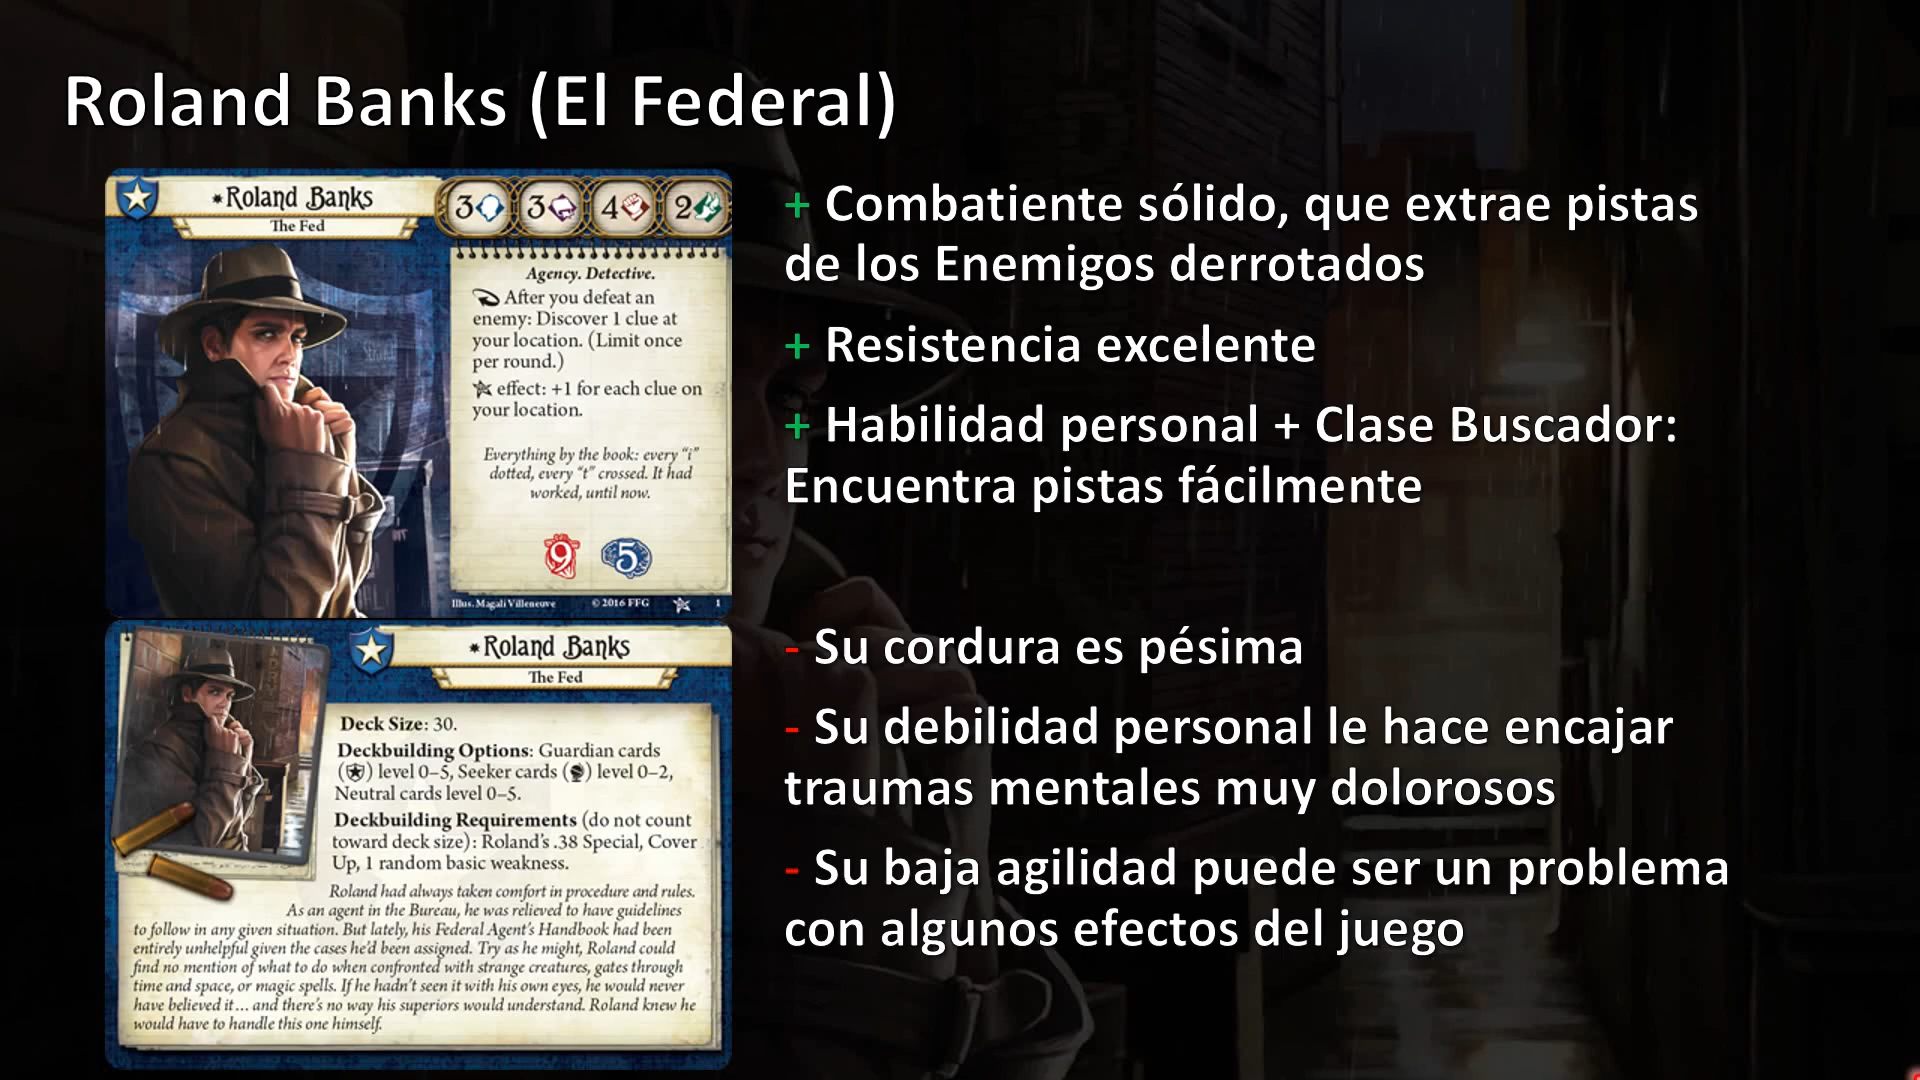 Roland Banks (El Federal)
Roland Banks
The Fed
3 3 4 2
Agency. Detective.
After you defeat an
enemy: Discover 1 clue at
your location. (Limit once
per round.)
effect: +1 for each clue on
your location.
Everything by the book: every “i”
dotted, every “t” crossed. It had
worked, until now.
9 5
Illus. Magali Villeneuve © 2016 FFG 1
Roland Banks
The Fed
Deck Size: 30.
Deckbuilding Options: Guardian cards
() level 0–5, Seeker cards () level 0–2,
Neutral cards level 0–5.
Deckbuilding Requirements (do not count
toward deck size): Roland's .38 Special, Cover
Up, 1 random basic weakness.
Roland had always taken comfort in procedure and rules.
As an agent in the Bureau, he was relieved to have guidelines
to follow in any given situation. But lately, his Federal Agent's Handbook had been
entirely unhelpful given the cases he'd been assigned. Try as he might, Roland could
find no mention of what to do when confronted with strange creatures, gates through
time and space, or magic spells. If he hadn't seen it with his own eyes, he would never
have believed it… and there's no way his superiors would understand. Roland knew he
would have to handle this one himself.
+ Combatiente sólido, que extrae pistas
de los Enemigos derrotados
+ Resistencia excelente
+ Habilidad personal + Clase Buscador:
Encuentra pistas fácilmente
- Su cordura es pésima
- Su debilidad personal le hace encajar
traumas mentales muy dolorosos
- Su baja agilidad puede ser un problema
con algunos efectos del juego